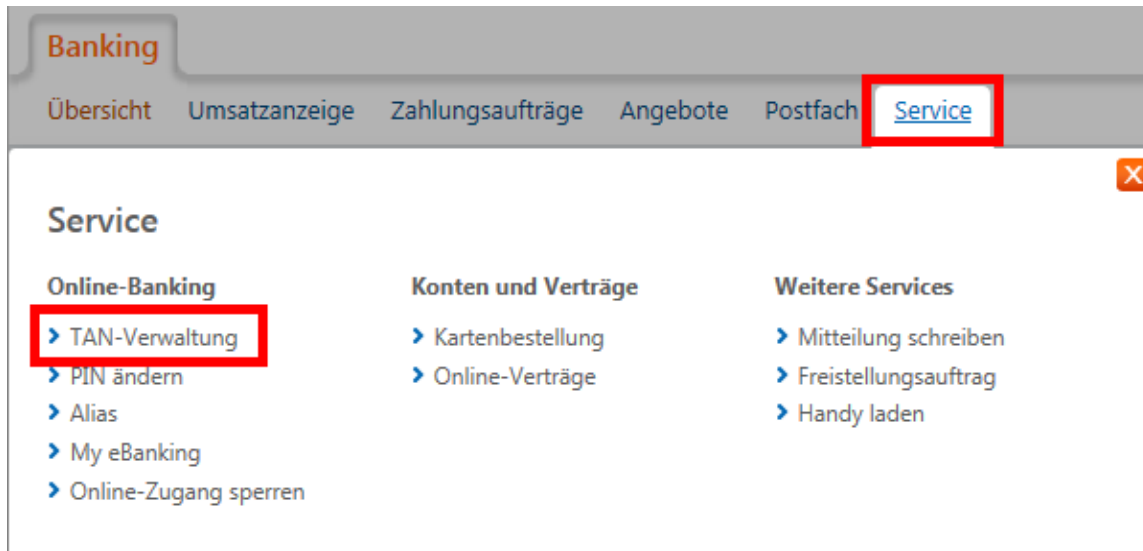 Banking
Übersicht Umsatzanzeige Zahlungsaufträge Angebote Postfach Service
X
Service
Online-Banking
TAN-Verwaltung
PIN ändern
Alias
My eBanking
Online-Zugang sperren
Konten und Verträge
Kartenbestellung
Online-Verträge
Weitere Services
Mitteilung schreiben
Freistellungsauftrag
Handy laden